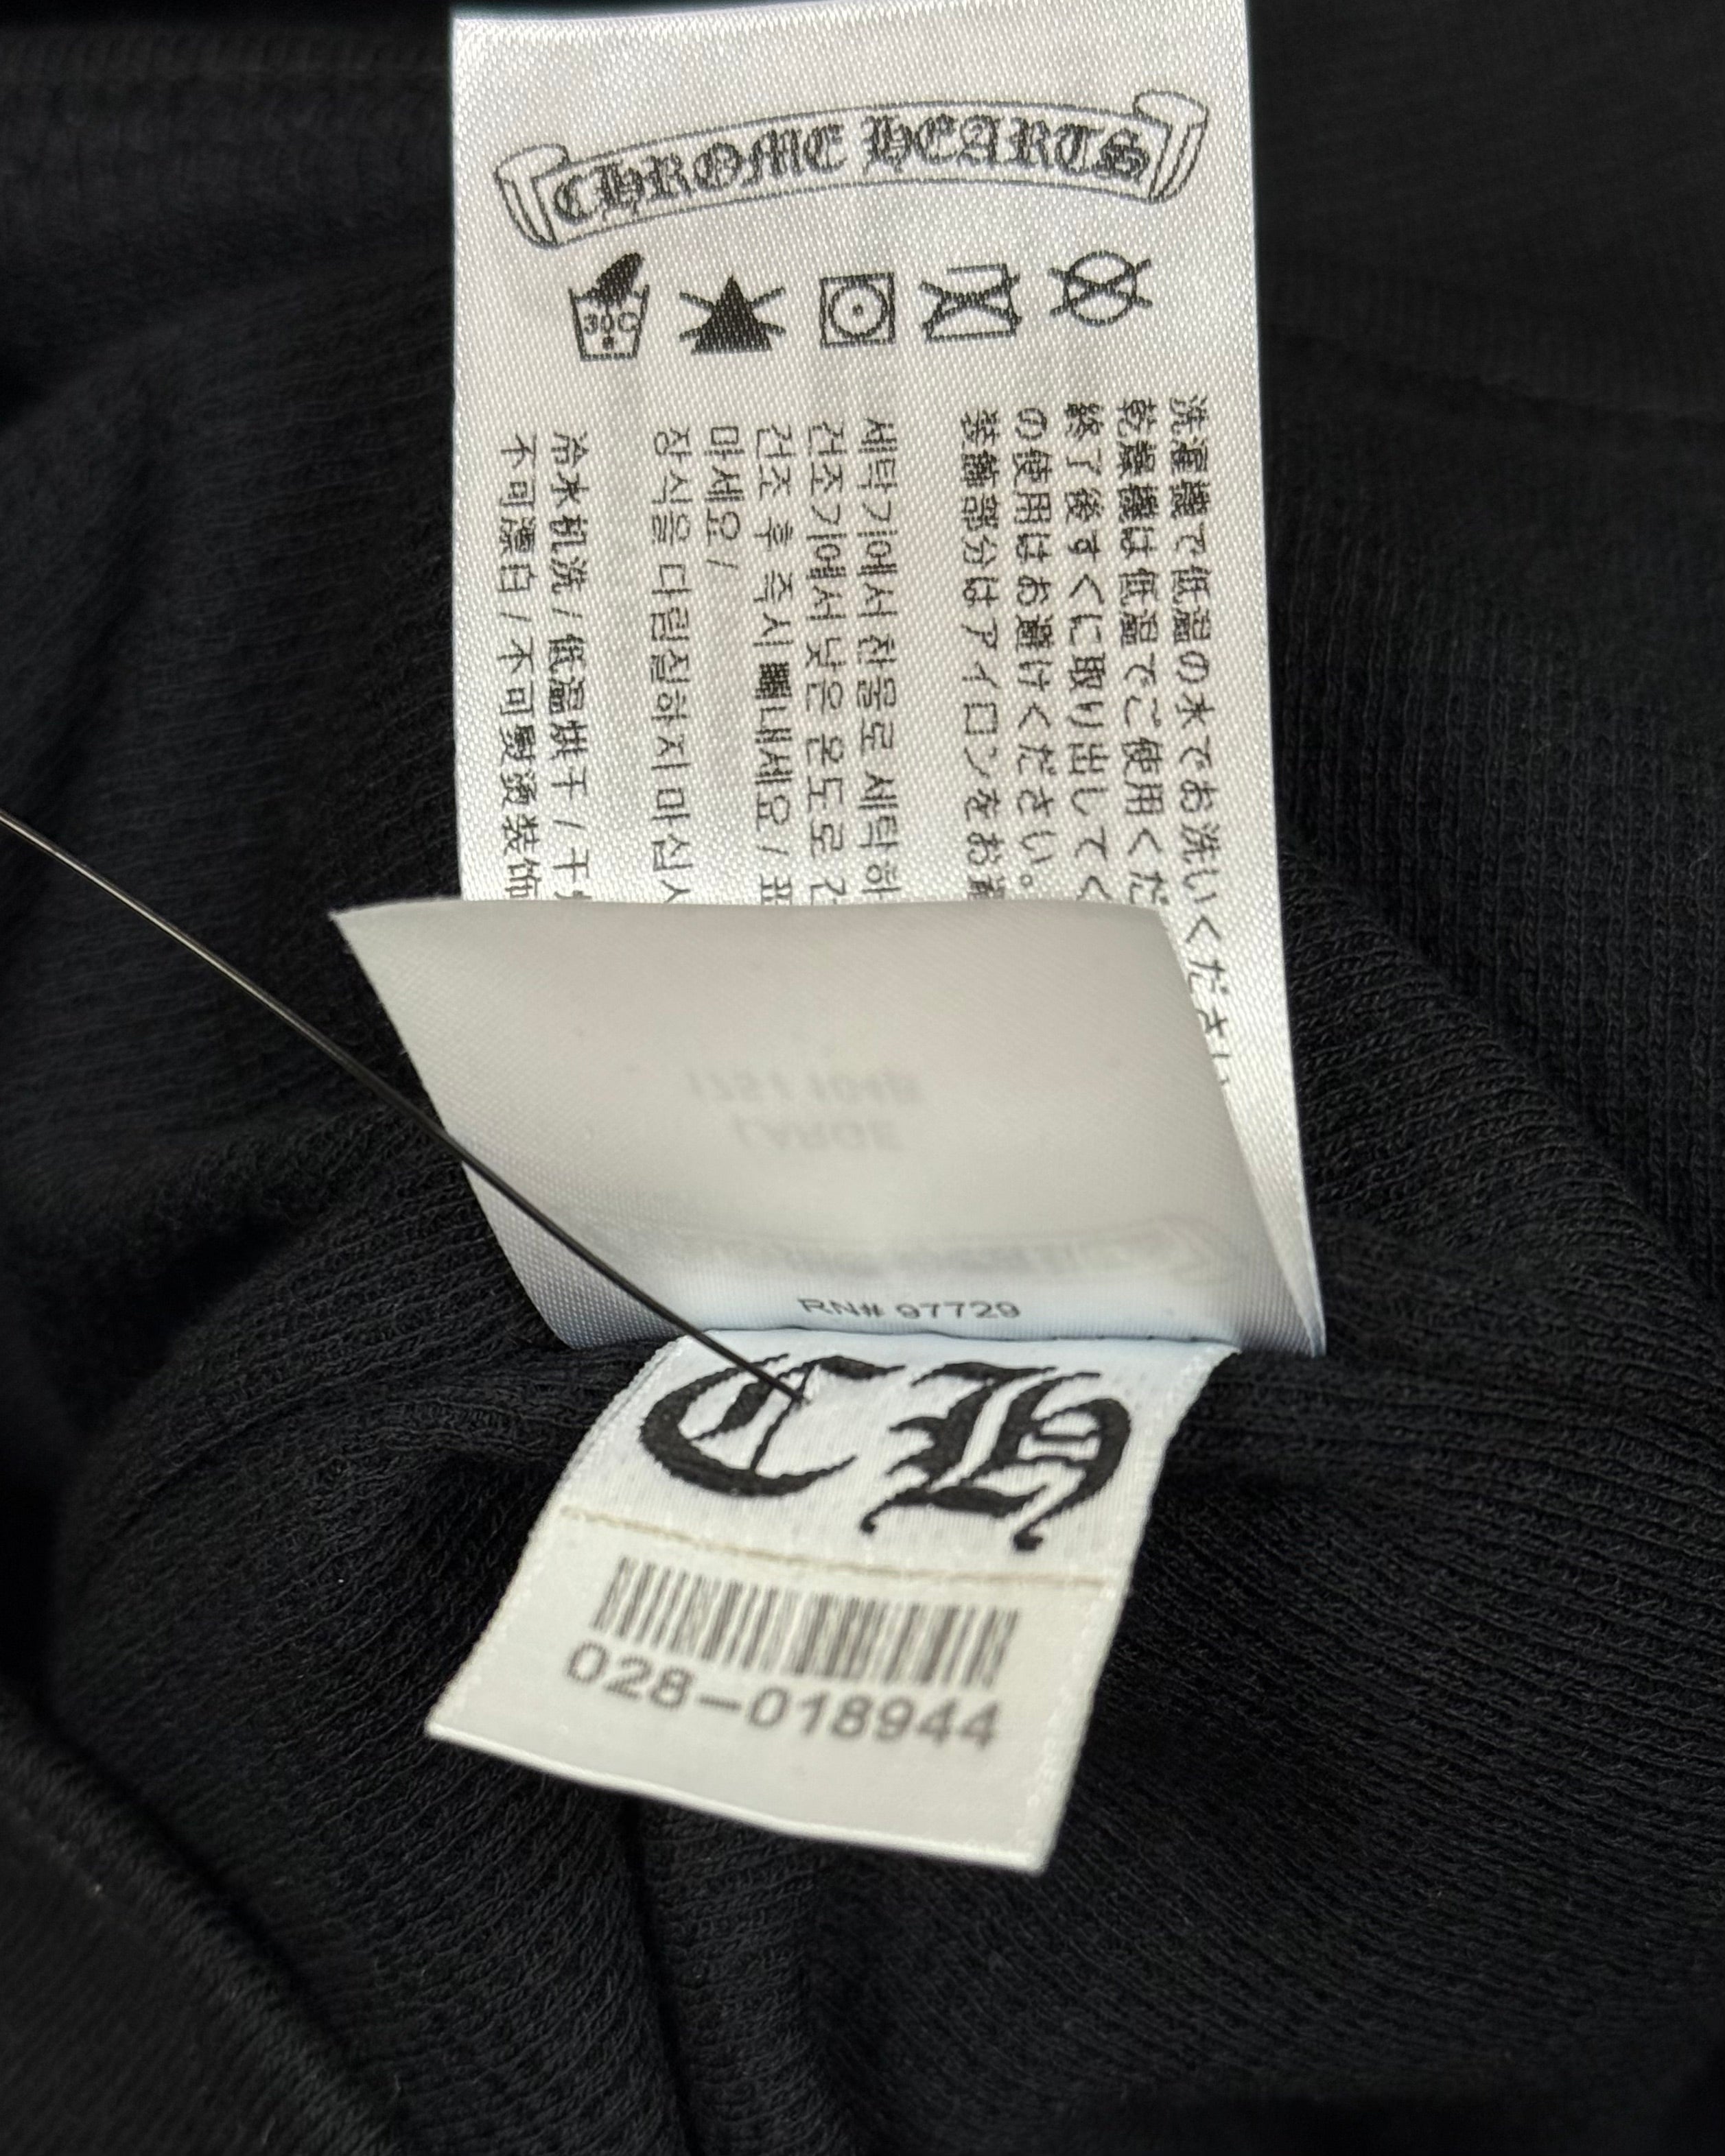 CHROME HEARTS
30C
洗濯機で低温の水でお洗いください
乾燥機は低温でご使用くだ
終了後すぐに取り出してく
の使用はお避けください。
装飾部分はアイロンをお避
세탁기에서 찬물로 세탁하
건조기에서 낮은 온도로 건
건조 후 즉시 빼내세요 / 표
마세요 /
장식을 다림질하지 마십시
冷水机洗 / 低温烘干 / 干
不可漂白 / 不可熨烫装饰
LARGE
RN# 97729
CH
028-018944